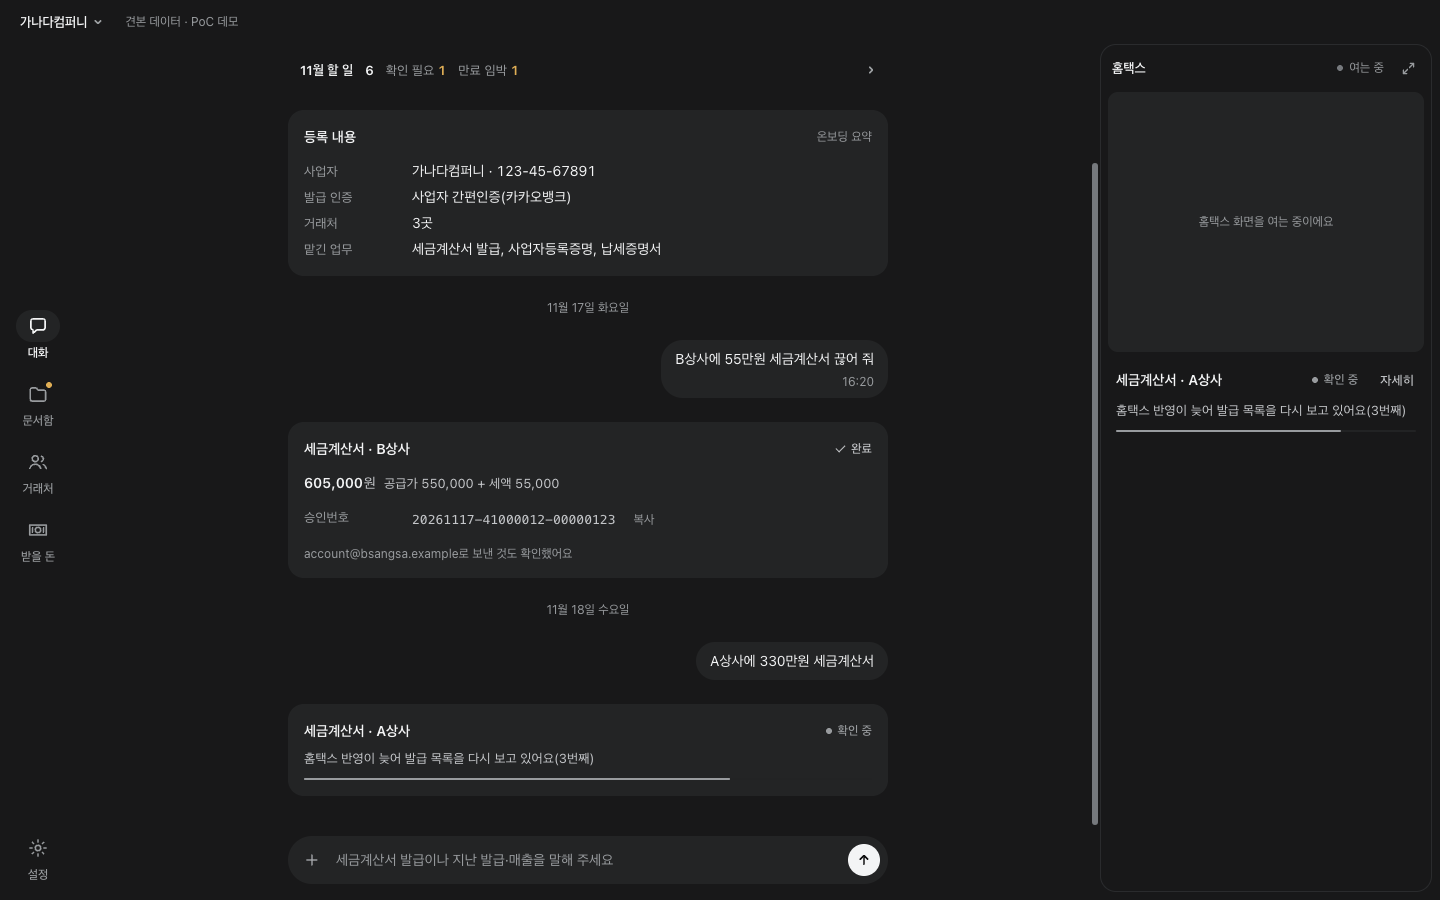 가나다컴퍼니
견본 데이터 · PoC 데모
11월 할 일 6 확인 필요 1 만료 임박 1
등록 내용 온보딩 요약
사업자 가나다컴퍼니 · 123-45-67891
발급 인증 사업자 간편인증(카카오뱅크)
거래처 3곳
맡긴 업무 세금계산서 발급, 사업자등록증명, 납세증명서
11월 17일 화요일
B상사에 55만원 세금계산서 끊어 줘
16:20
세금계산서 · B상사 완료
605,000원 공급가 550,000 + 세액 55,000
승인번호 20261117-41000012-00000123 복사
account@bsangsa.example로 보낸 것도 확인했어요
11월 18일 수요일
A상사에 330만원 세금계산서
세금계산서 · A상사 확인 중
홈택스 반영이 늦어 발급 목록을 다시 보고 있어요(3번째)
세금계산서 발급이나 지난 발급·매출을 말해 주세요
대화
문서함
거래처
받을 돈
설정
홈택스 여는 중
홈택스 화면을 여는 중이에요
세금계산서 · A상사 확인 중 자세히
홈택스 반영이 늦어 발급 목록을 다시 보고 있어요(3번째)